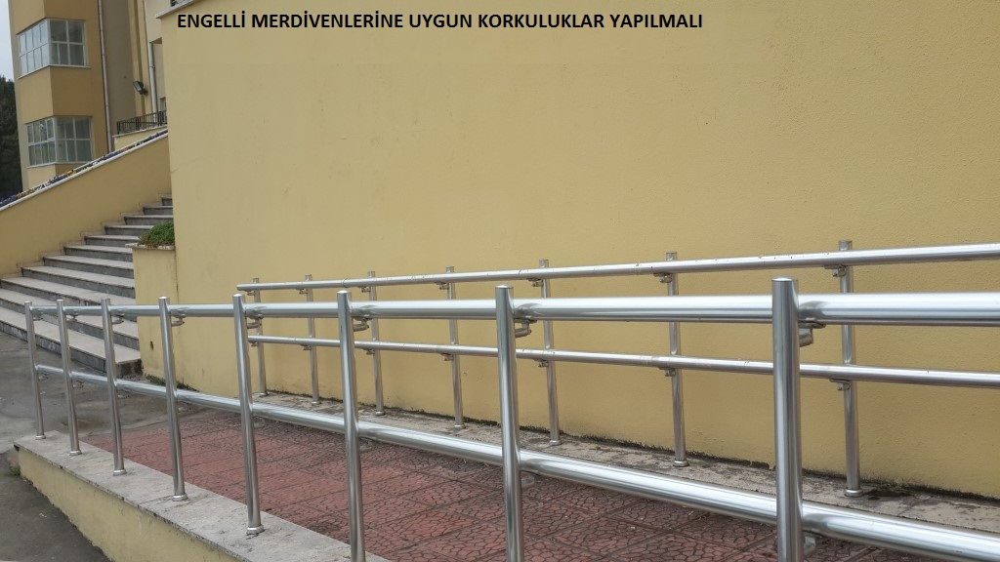 ENGELLİ MERDİVENLERİNE UYGUN KORKULUKLAR YAPILMALI